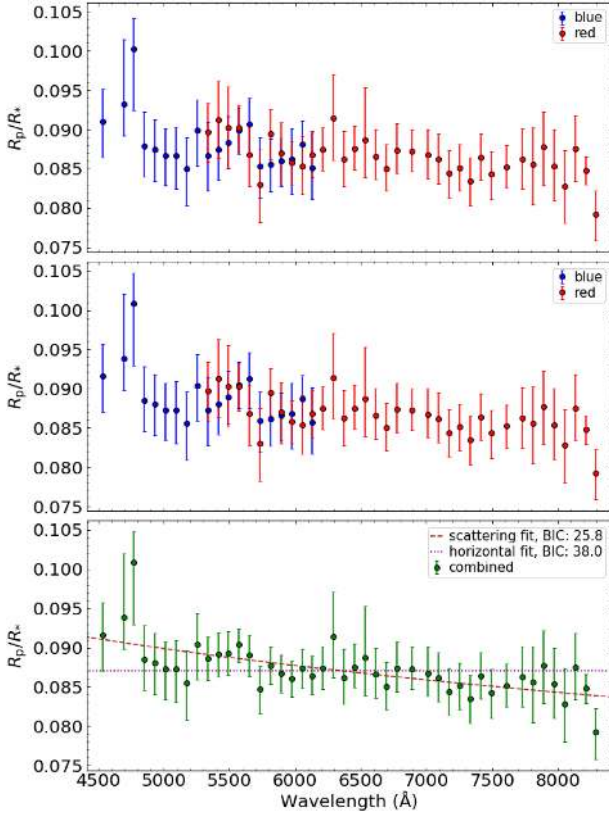 0.105
0.100
0.095
0.090
0.085
0.080
0.075
Rp/R*
blue
red
0.105
0.100
0.095
0.090
0.085
0.080
0.075
Rp/R*
blue
red
0.105
0.100
0.095
0.090
0.085
0.080
0.075
Rp/R*
scattering fit, BIC: 25.8
horizontal fit, BIC: 38.0
combined
4500 5000 5500 6000 6500 7000 7500 8000
Wavelength (Å)